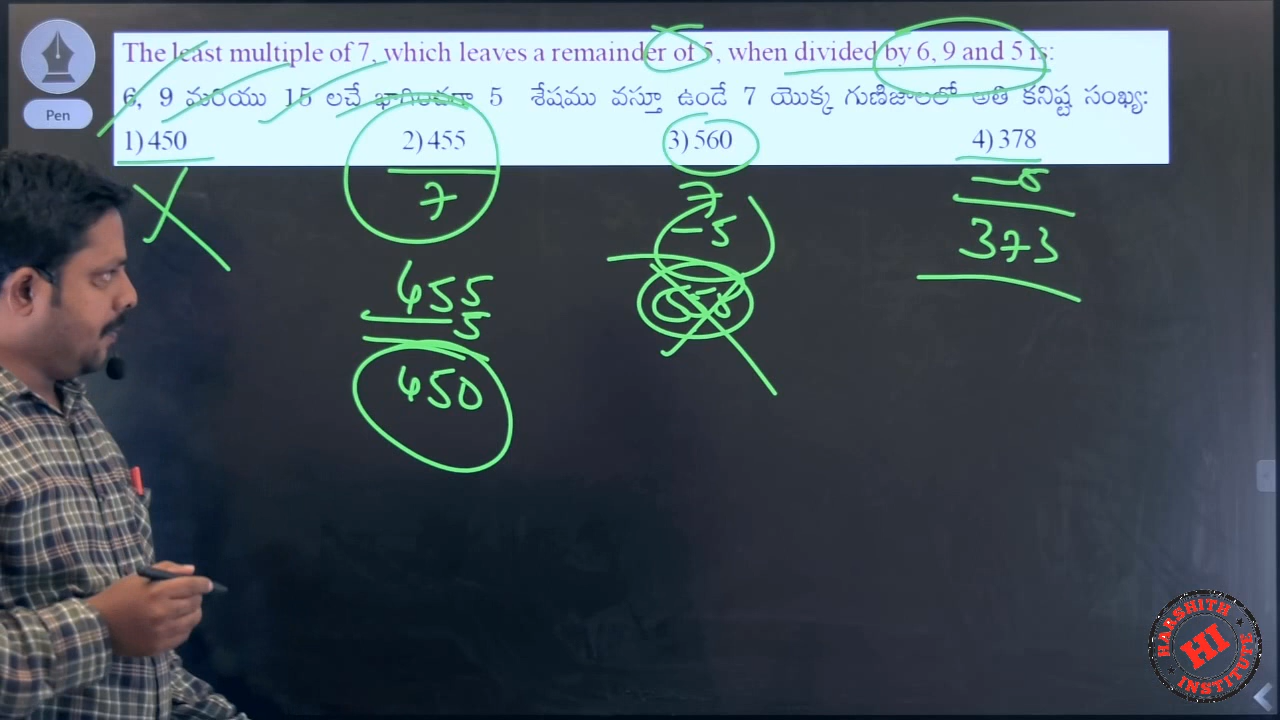 The least multiple of 7, which leaves a remainder of 5, when divided by 6, 9 and 5 is:
6, 9 మరియు 15 లచే భాగించగా 5 శేషము వస్తూ ఉండే 7 యొక్క గుణిజాలలో అతి కనిష్ట సంఖ్య:
1) 450 2) 455 3) 560 4) 378
Pen
7
455
5
450
7
-5
-5
373
HARSHITH
HI
INSTITUTE